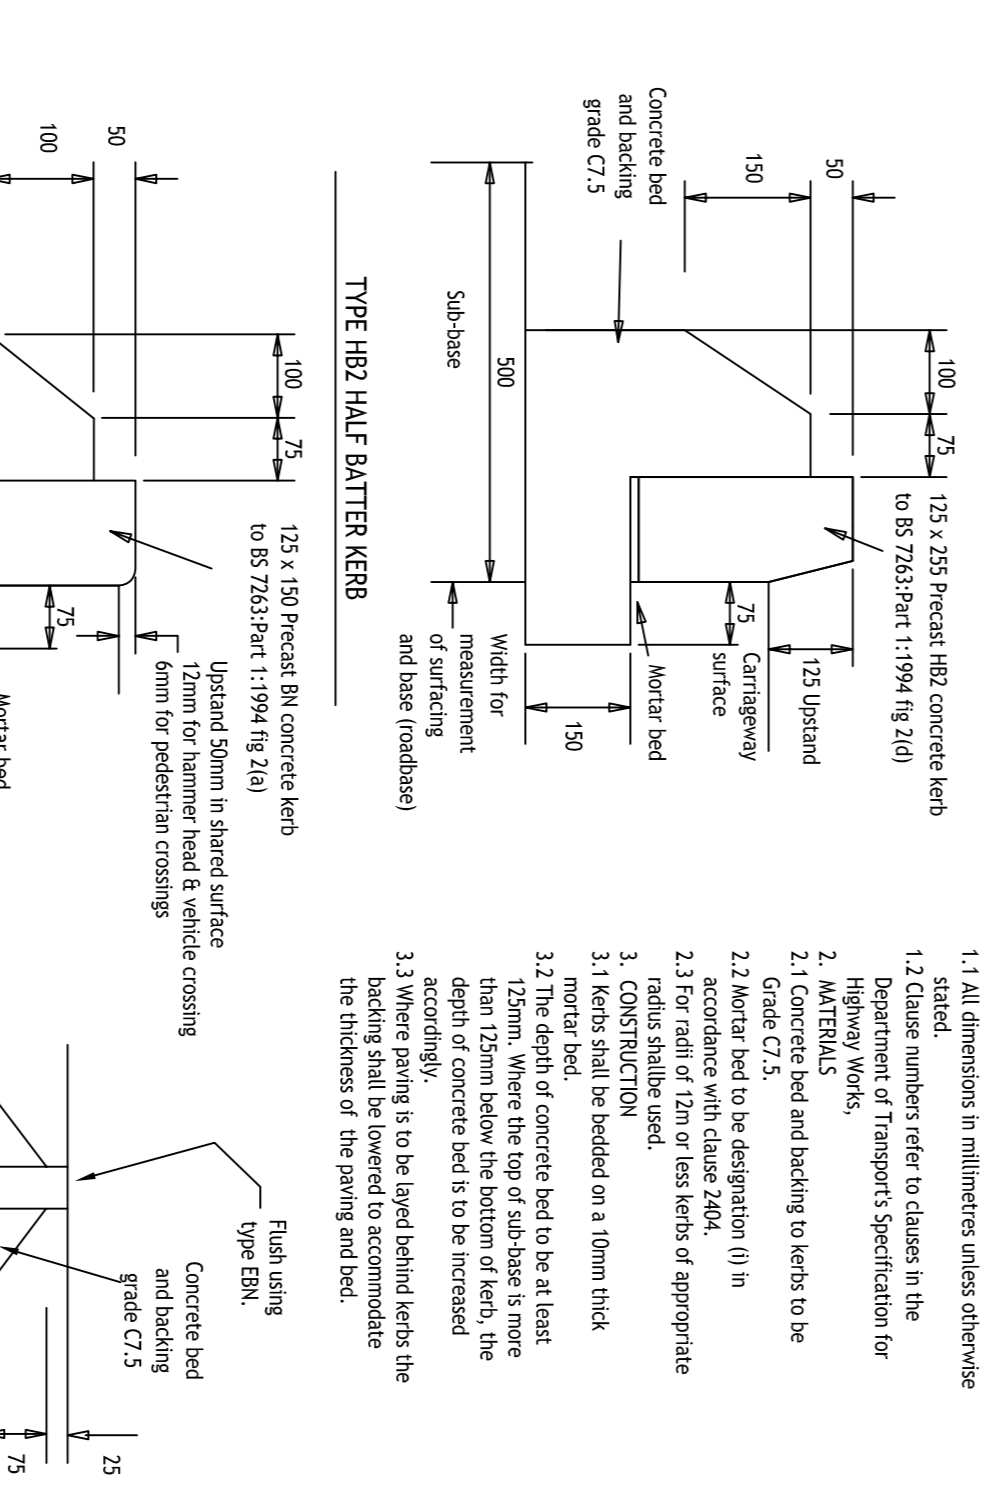 125 x 255 Precast HB2 concrete kerb
to BS 7263:Part 1:1994 fig 2(d)
100
75
50
150
Concrete bed
and backing
grade C7.5
125 Upstand
75
Carriageway
surface
Mortar bed
150
500
Sub-base
Width for
measurement
of surfacing
and base (roadbase)
TYPE HB2 HALF BATTER KERB
125 x 150 Precast BN concrete kerb
to BS 7263:Part 1:1994 fig 2(a)
100
75
50
100
Upstand 50mm in shared surface
12mm for hammer head & vehicle crossing
6mm for pedestrian crossings
75
Mortar bed
1.1 All dimensions in millimetres unless otherwise
stated.
1.2 Clause numbers refer to clauses in the
Department of Transport's Specification for
Highway Works,
2. MATERIALS
2.1 Concrete bed and backing to kerbs to be
Grade C7.5.
2.2 Mortar bed to be designation (i) in
accordance with clause 2404.
2.3 For radii of 12m or less kerbs of appropriate
radius shallbe used.
3. CONSTRUCTION
3.1 Kerbs shall be bedded on a 10mm thick
mortar bed.
3.2 The depth of concrete bed to be at least
125mm. Where the top of sub-base is more
than 125mm below the bottom of kerb, the
depth of concrete bed is to be increased
accordingly.
3.3 Where paving is to be layed behind kerbs the
backing shall be lowered to accommodate
the thickness of the paving and bed.
Flush using
type EBN.
Concrete bed
and backing
grade C7.5
25
75